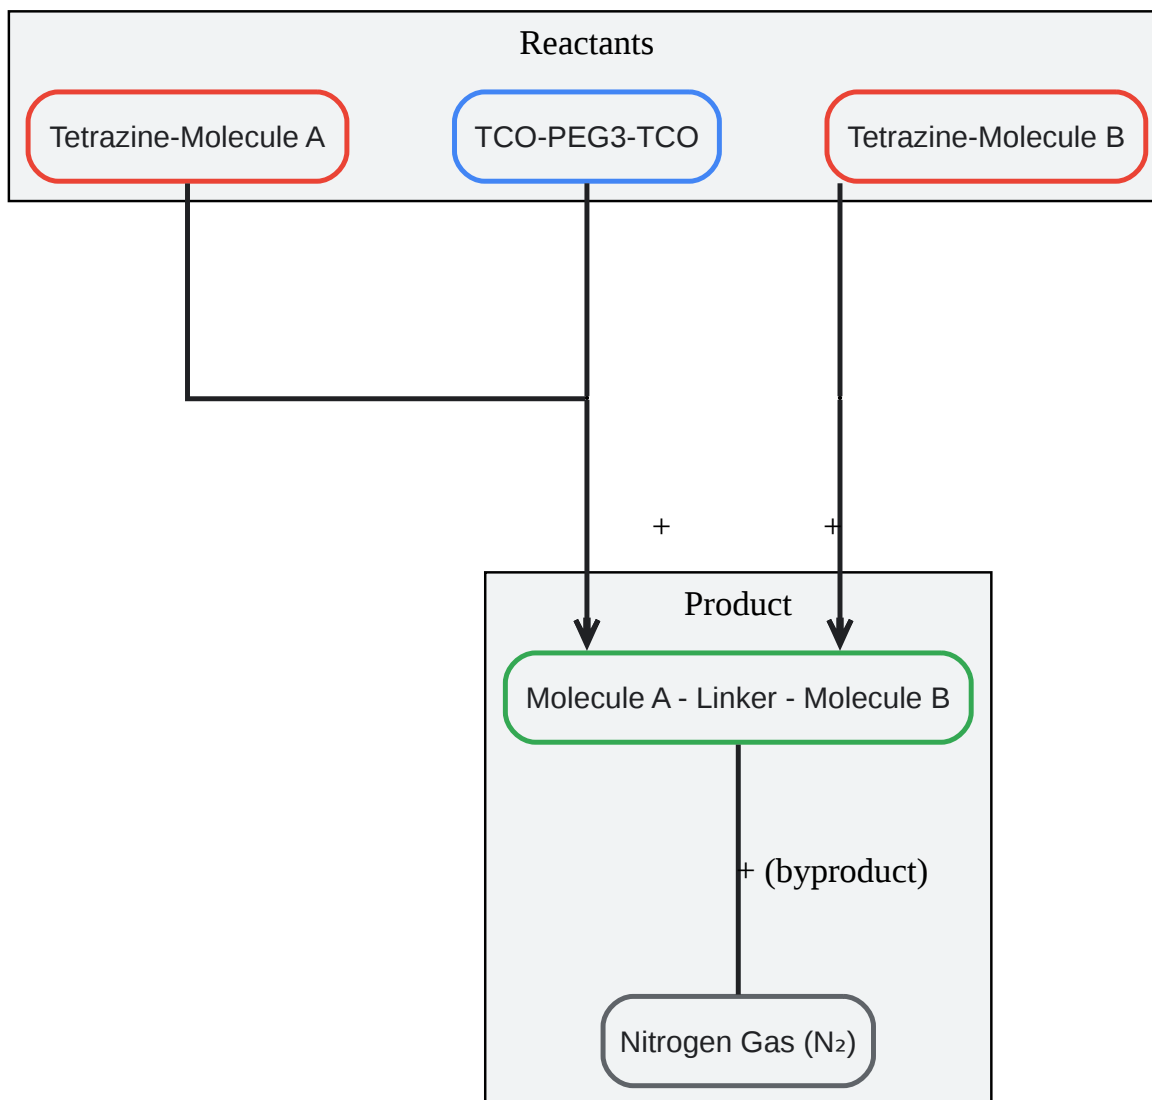 Reactants
Tetrazine-Molecule A
TCO-PEG3-TCO
Tetrazine-Molecule B
+
+
Product
Molecule A - Linker - Molecule B
+ (byproduct)
Nitrogen Gas (N₂)